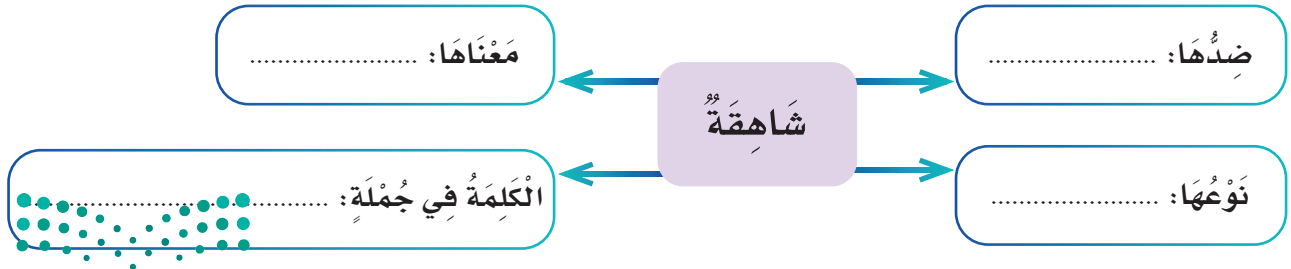 ضِدُّهَا: ........................
مَعْنَاهَا: ........................
شَاهِقَةٌ
نَوْعُهَا: ........................
الْكَلِمَةُ فِي جُمْلَةٍ: ............................................